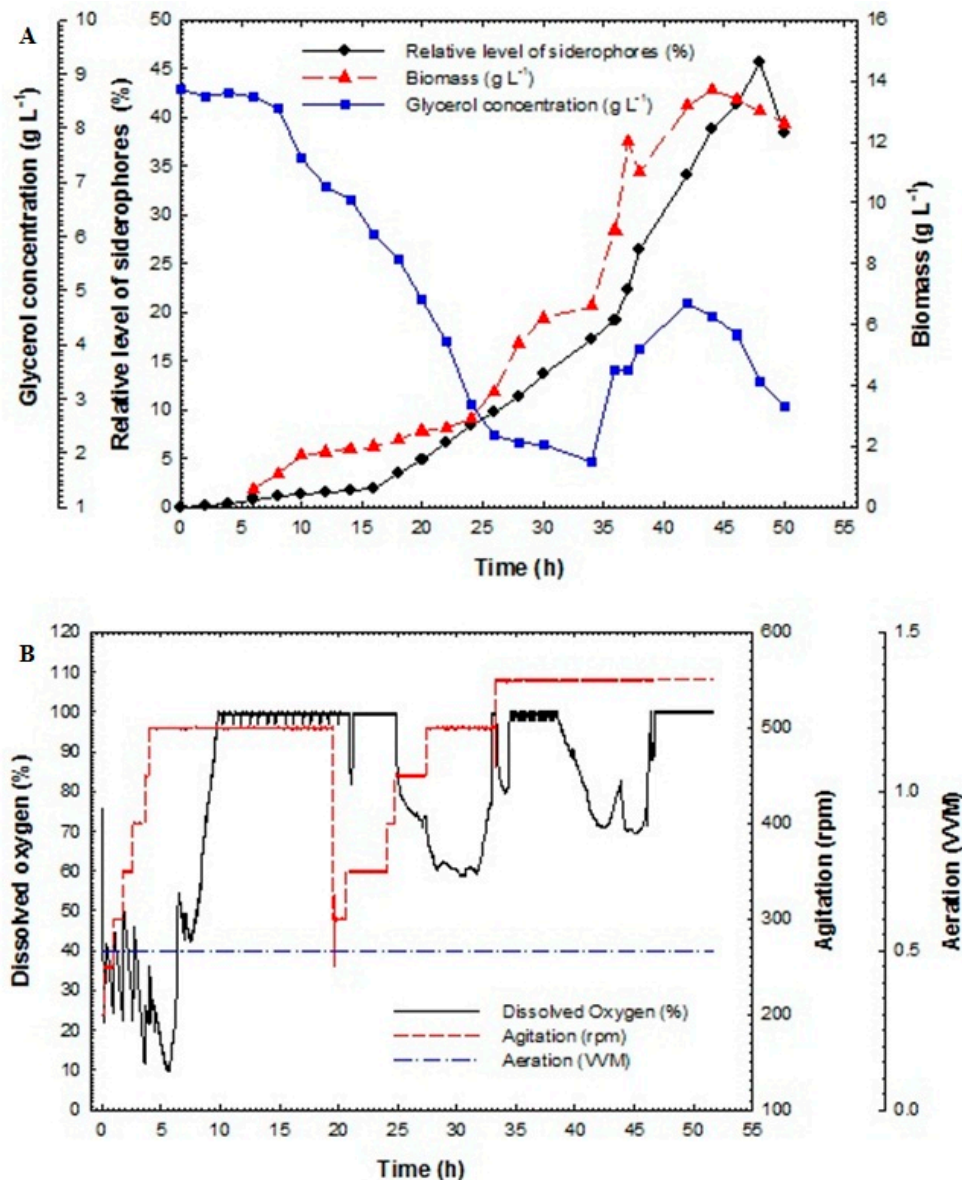 A
Glycerol concentration (g L⁻¹)
10
9
8
7
6
5
4
3
2
1
Relative level of siderophores (%)
50
45
40
35
30
25
20
15
10
5
0
Relative level of siderophores (%)
Biomass (g L⁻¹)
Glycerol concentration (g L⁻¹)
16
14
12
10
8
6
4
2
0
Biomass (g L⁻¹)
0 5 10 15 20 25 30 35 40 45 50 55
Time (h)
B
Dissolved oxygen (%)
120
110
100
90
80
70
60
50
40
30
20
10
0
Dissolved Oxygen (%)
Agitation (rpm)
Aeration (VVM)
600
500
400
300
200
100
Agitation (rpm)
1.5
1.0
0.5
0.0
Aeration (VVM)
0 5 10 15 20 25 30 35 40 45 50 55
Time (h)